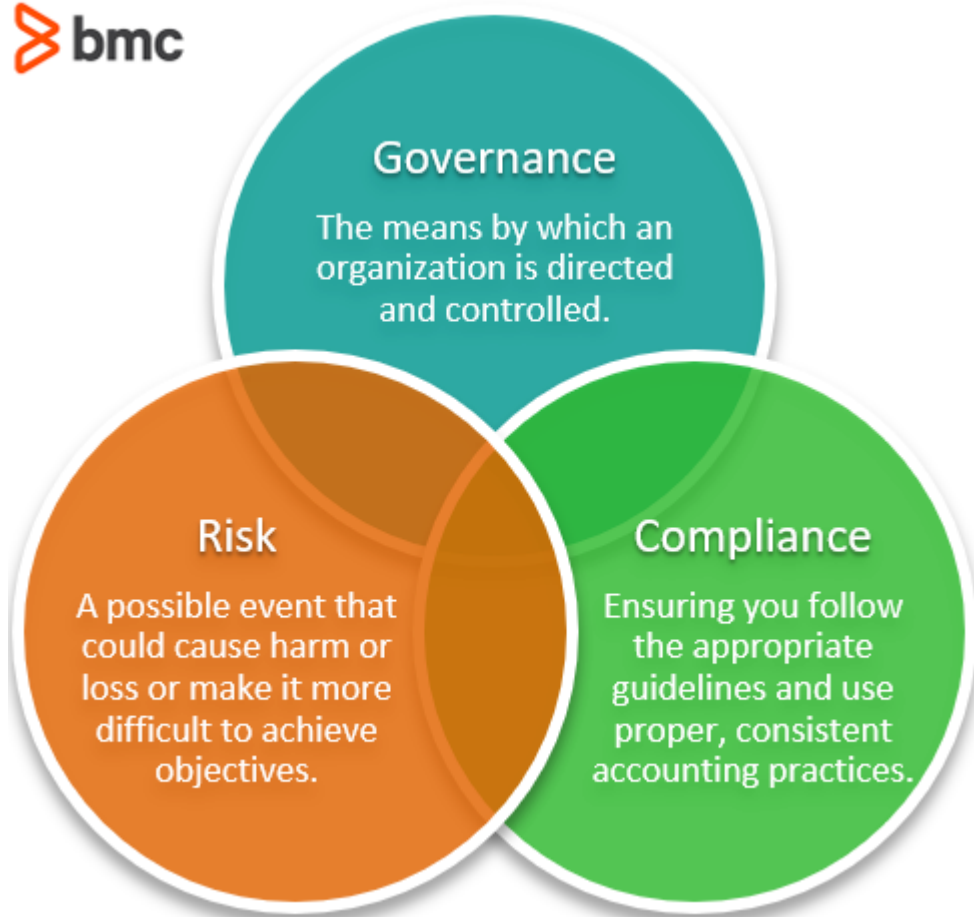 bmc
Governance
The means by which an
organization is directed
and controlled.
Risk
A possible event that
could cause harm or
loss or make it more
difficult to achieve
objectives.
Compliance
Ensuring you follow
the appropriate
guidelines and use
proper, consistent
accounting practices.